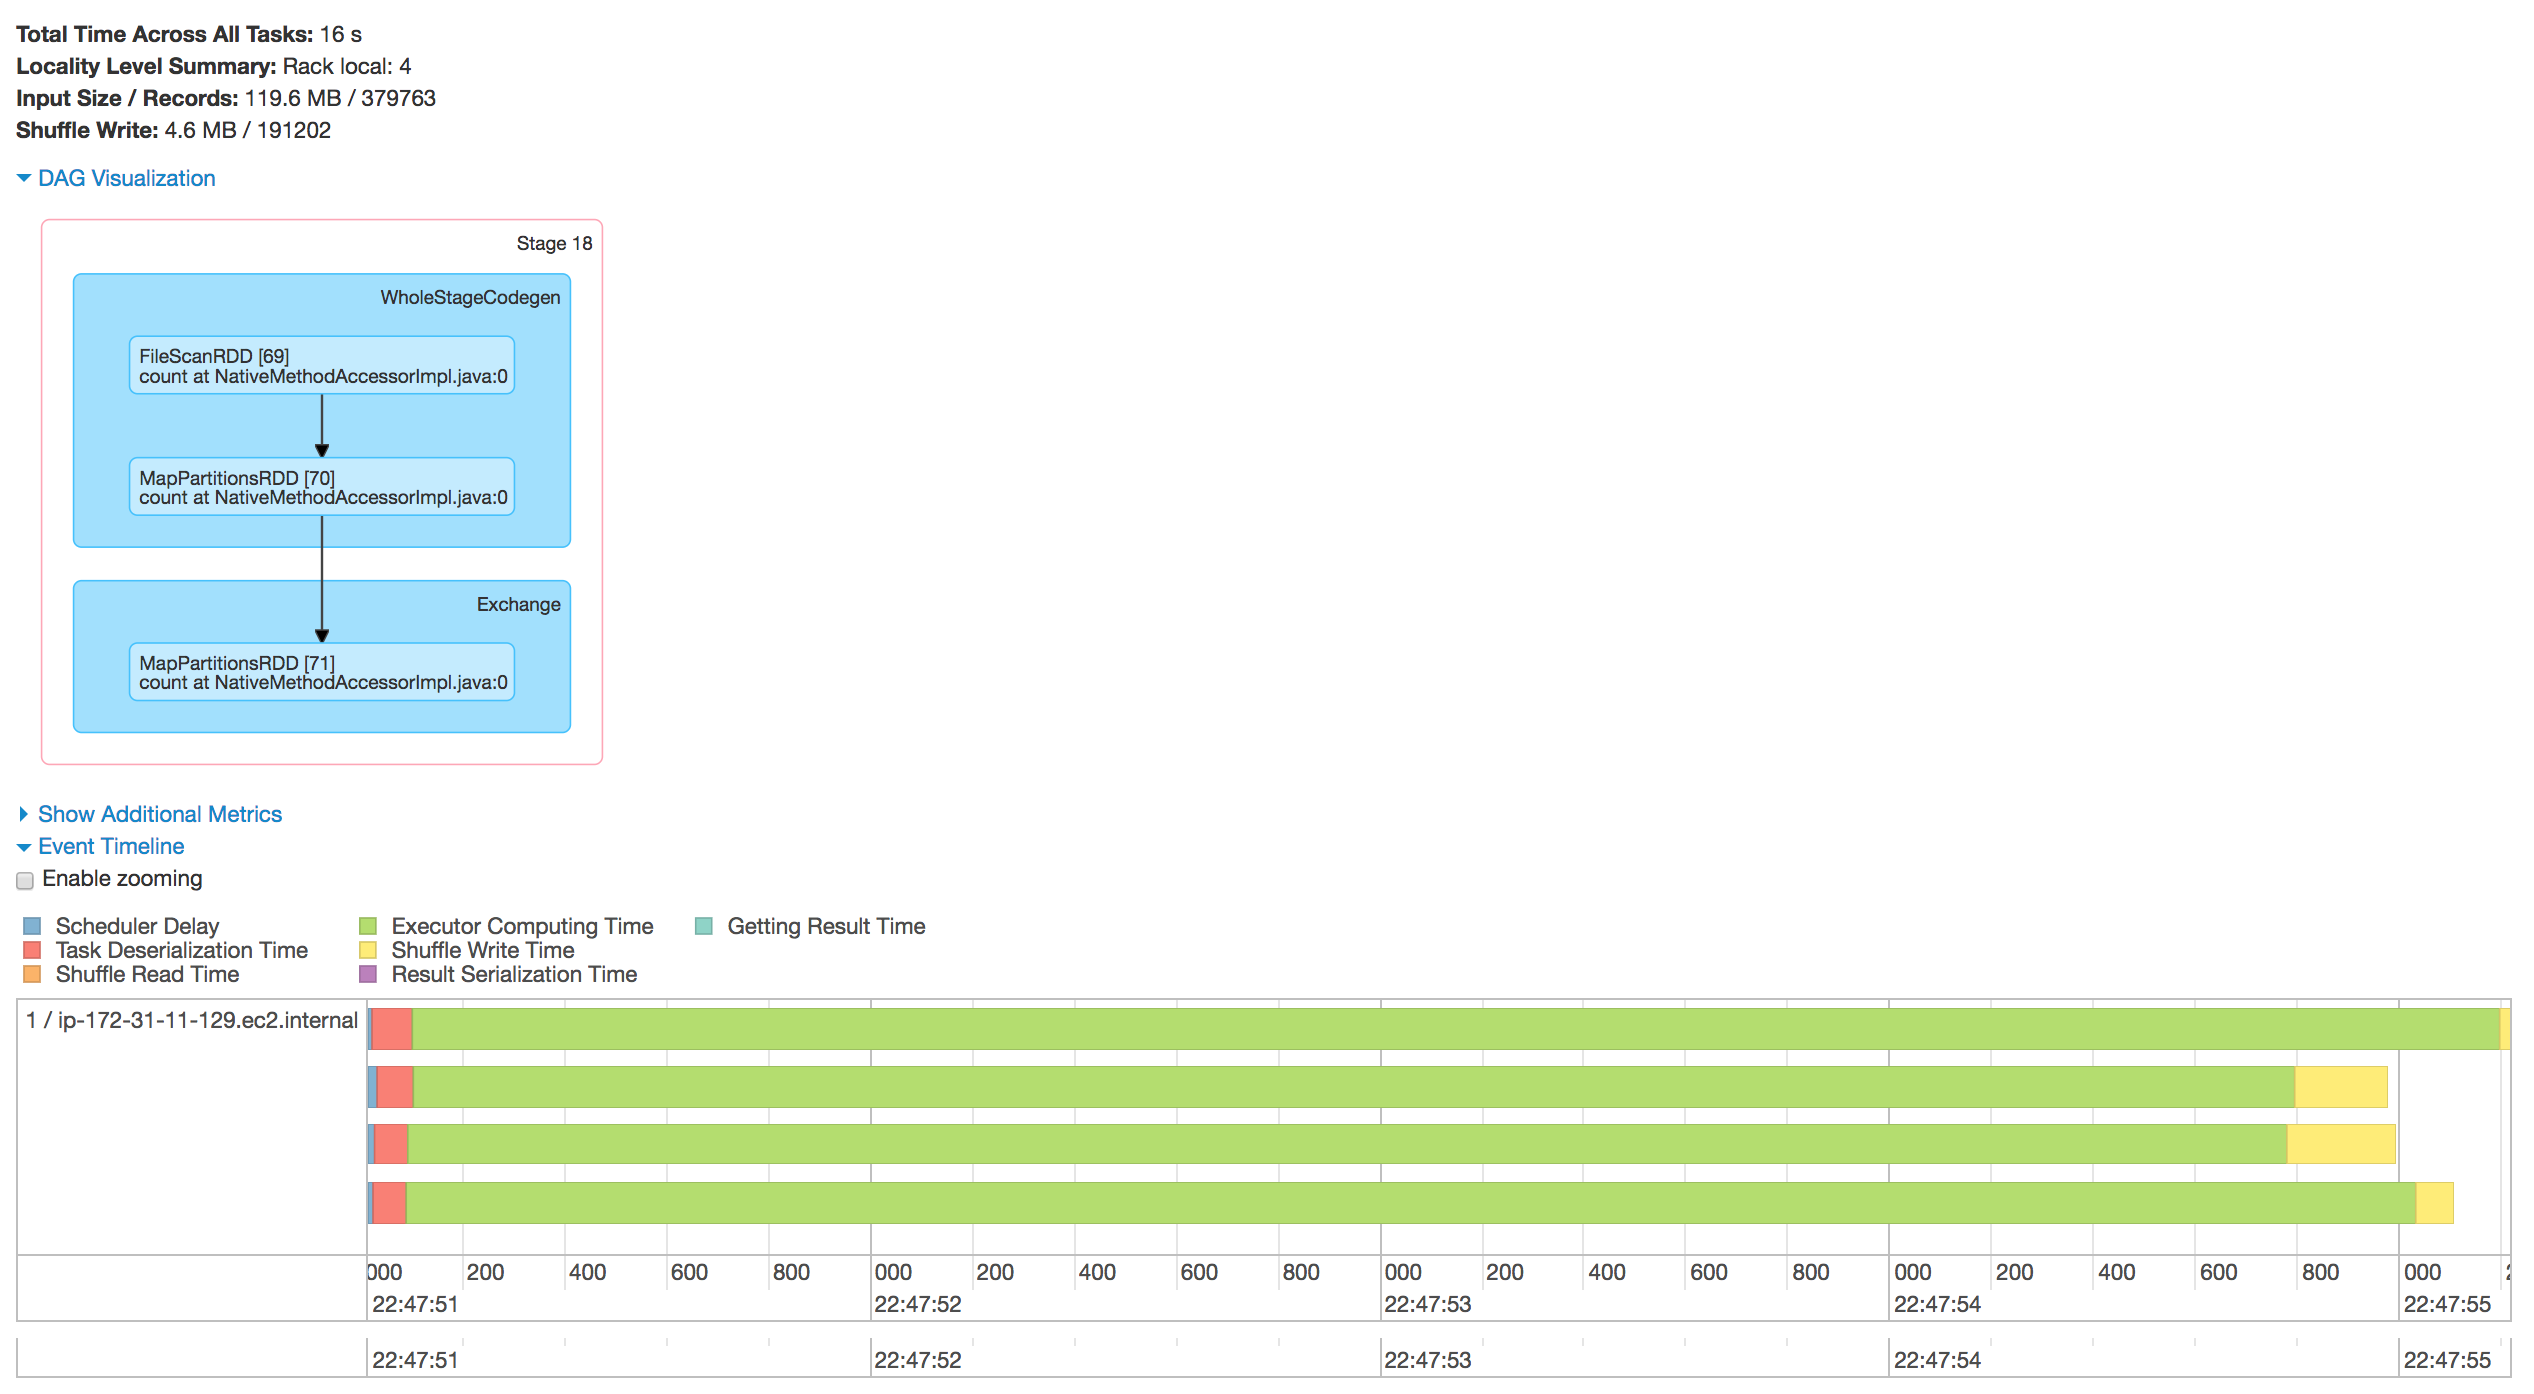 Total Time Across All Tasks: 16 s
Locality Level Summary: Rack local: 4
Input Size / Records: 119.6 MB / 379763
Shuffle Write: 4.6 MB / 191202
DAG Visualization
Stage 18
WholeStageCodegen
FileScanRDD [69]
count at NativeMethodAccessorImpl.java:0
MapPartitionsRDD [70]
count at NativeMethodAccessorImpl.java:0
Exchange
MapPartitionsRDD [71]
count at NativeMethodAccessorImpl.java:0
Show Additional Metrics
Event Timeline
Enable zooming
Scheduler Delay Executor Computing Time Getting Result Time
Task Deserialization Time Shuffle Write Time
Shuffle Read Time Result Serialization Time
1 / ip-172-31-11-129.ec2.internal
000 200 400 600 800 000 200 400 600 800 000 200 400 600 800 000 200 400 600 800 000
22:47:51 22:47:52 22:47:53 22:47:54 22:47:55
22:47:51 22:47:52 22:47:53 22:47:54 22:47:55